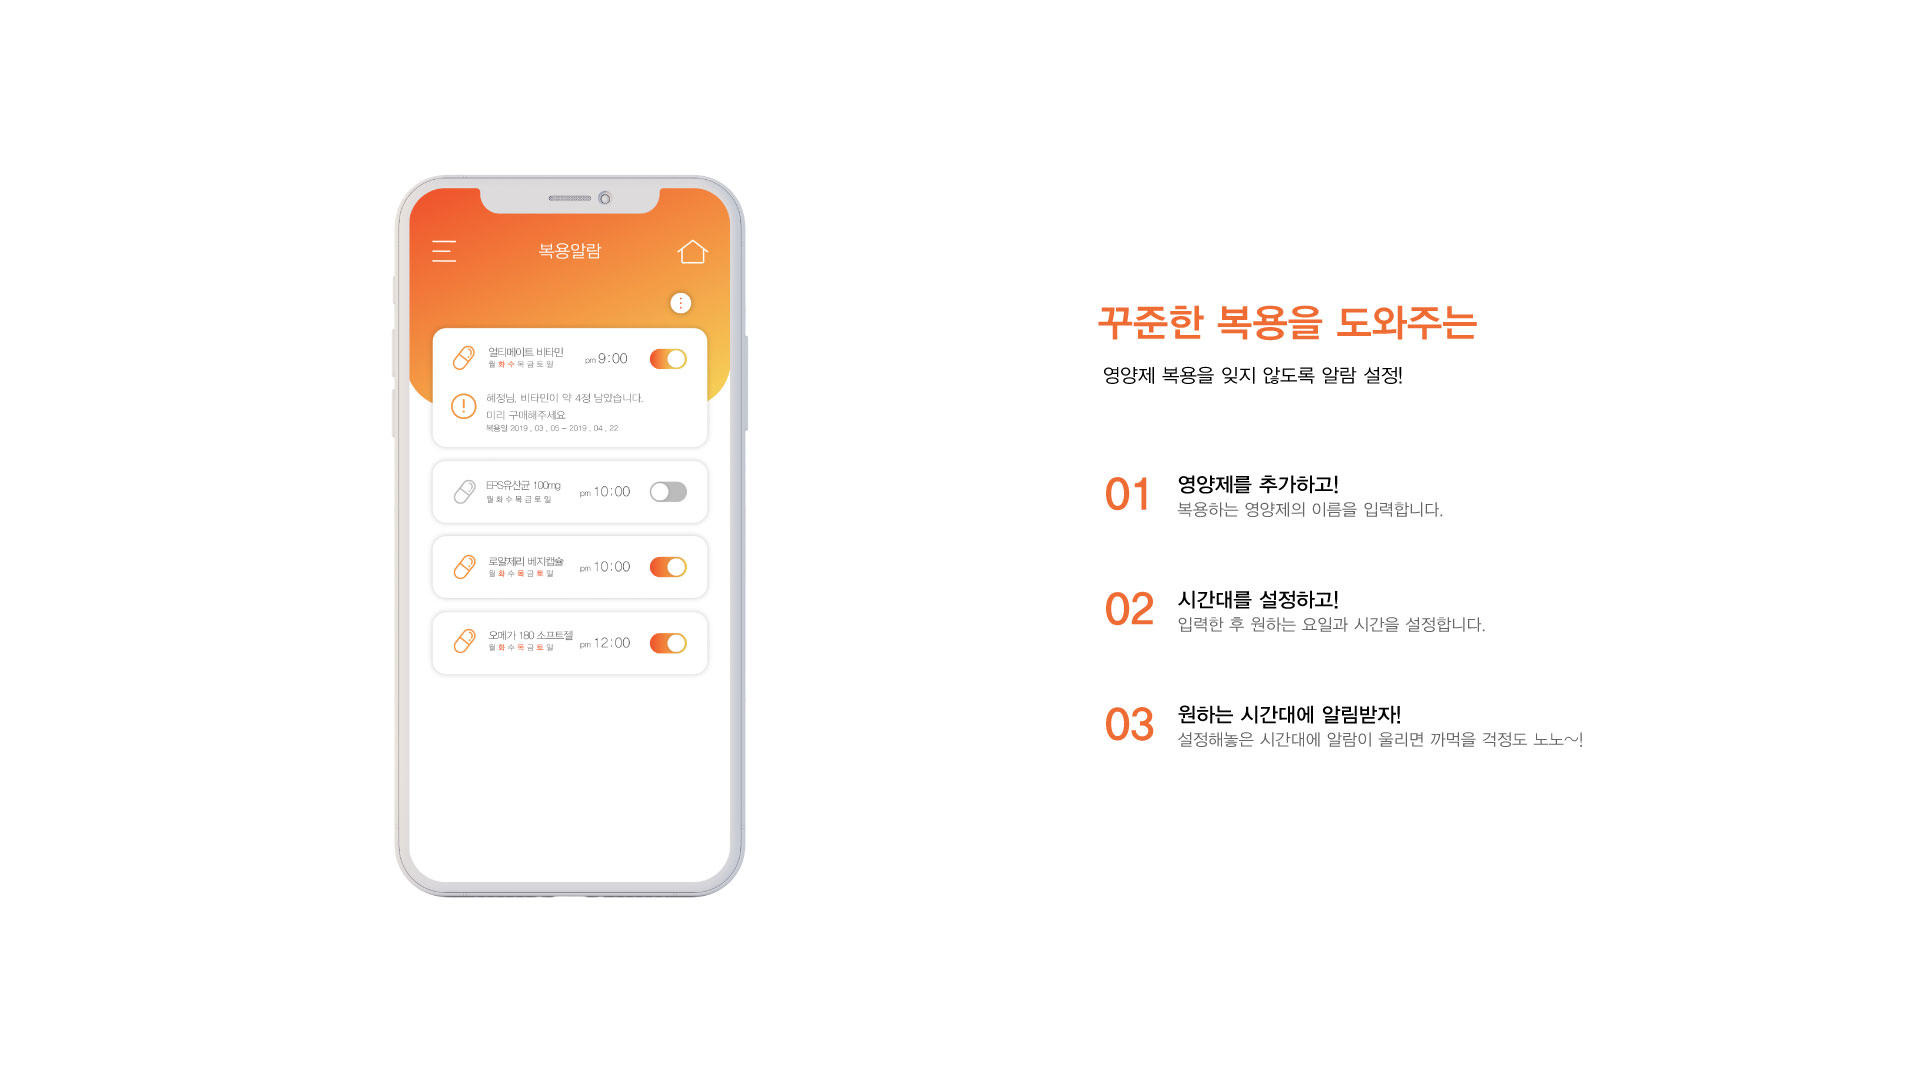 복용알람
얼티메이트 비타민
pm 9:00
월 화 수 목 금 토 일
혜정님, 비타민이 약 4정 남았습니다.
미리 구매해주세요
복용일 2019 . 03 . 05 – 2019 . 04 . 22
EPS유산균 100mg
pm 10:00
월 화 수 목 금 토 일
로얄제리 베지캡슐
pm 10:00
월 화 수 목 금 토 일
오메가 180 소프트젤
pm 12:00
월 화 수 목 금 토 일
꾸준한 복용을 도와주는
영양제 복용을 잊지 않도록 알람 설정!
01
영양제를 추가하고!
복용하는 영양제의 이름을 입력합니다.
02
시간대를 설정하고!
입력한 후 원하는 요일과 시간을 설정합니다.
03
원하는 시간대에 알림받자!
설정해놓은 시간대에 알람이 울리면 까먹을 걱정도 노노~!